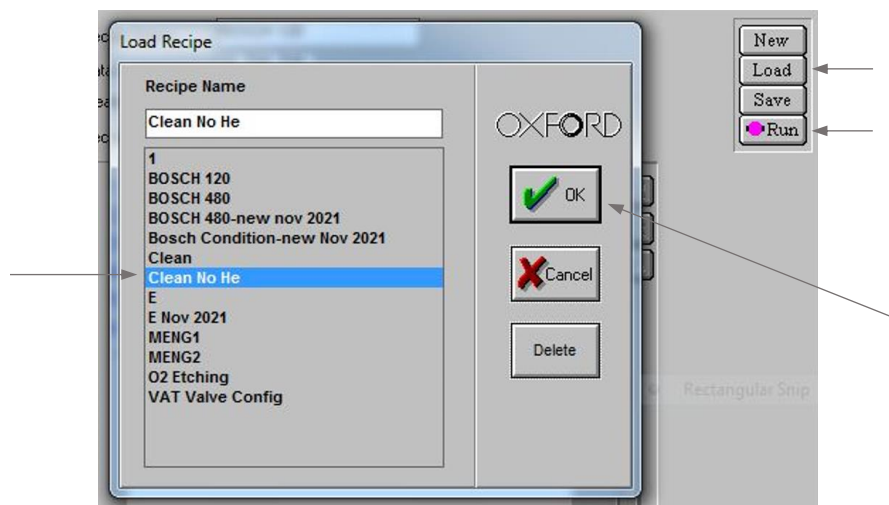 Load Recipe
Recipe Name
Clean No He
1
BOSCH 120
BOSCH 480
BOSCH 480-new nov 2021
Bosch Condition-new Nov 2021
Clean
Clean No He
E
E Nov 2021
MENG1
MENG2
O2 Etching
VAT Valve Config
OXFORD
OK
Cancel
Delete
New
Load
Save
Run
Rectangular Snip